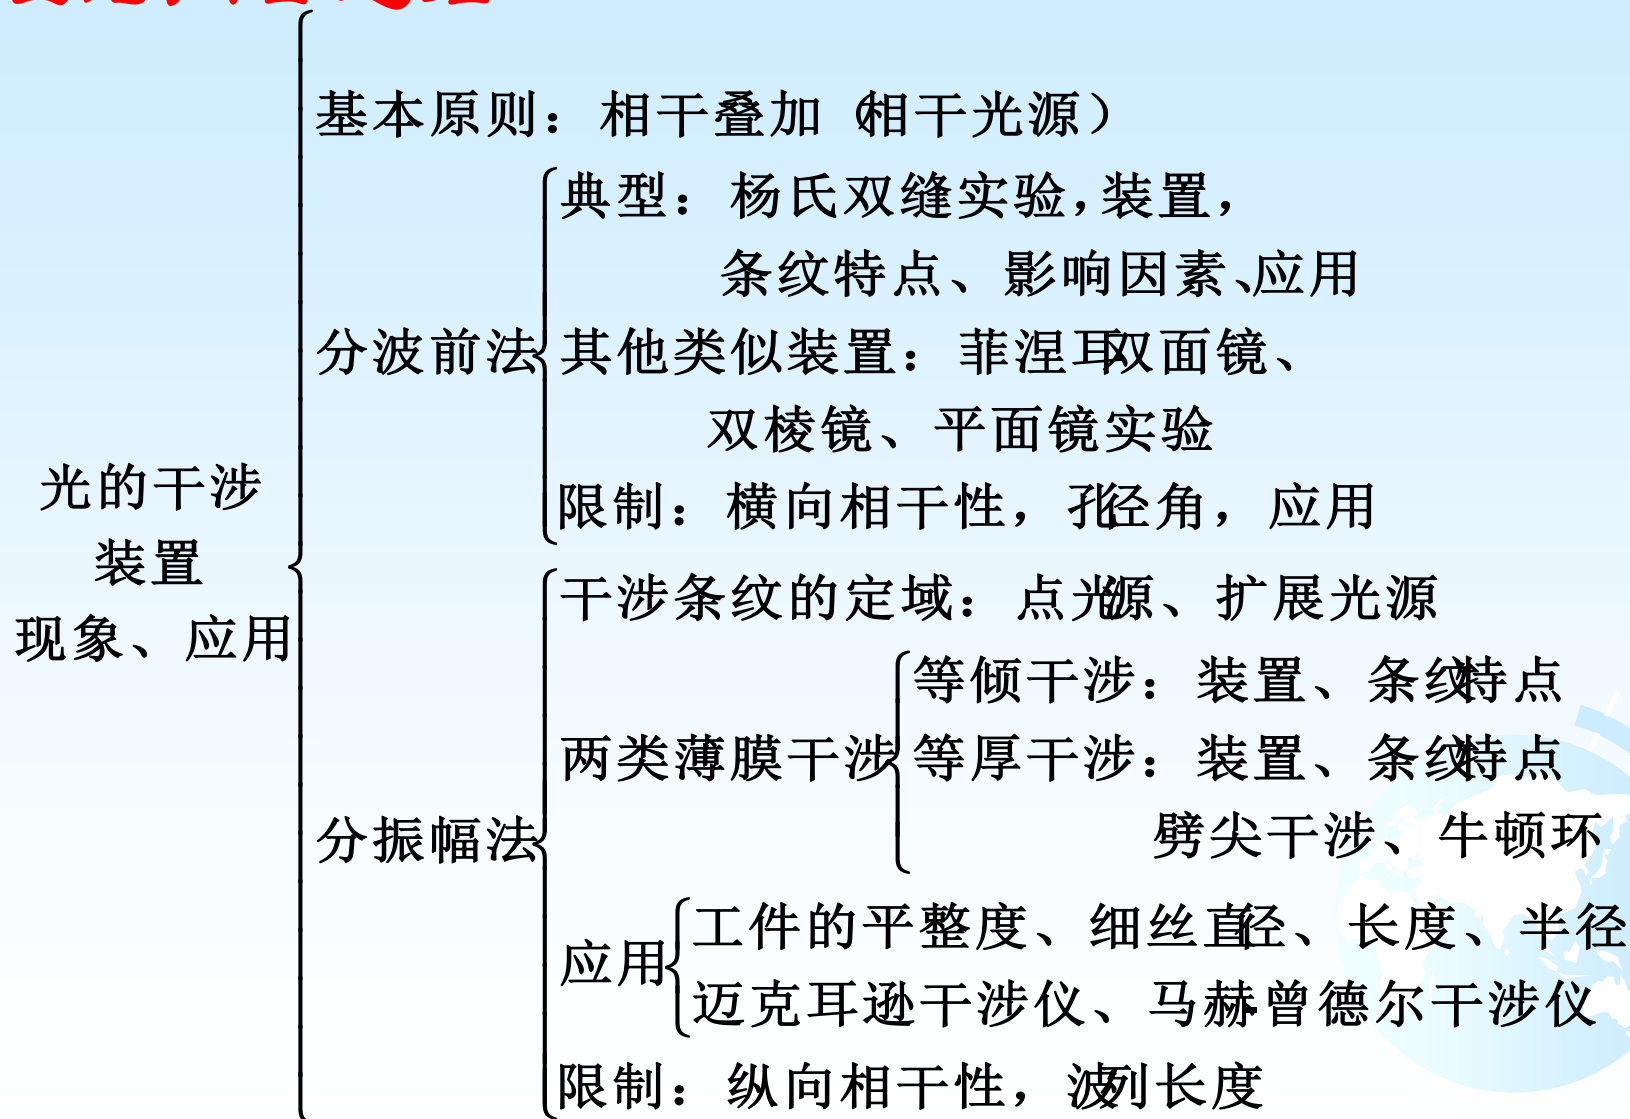 基本原则：相干叠加（相干光源）
典型：杨氏双缝实验，装置，
条纹特点、影响因素、应用
分波前法
其他类似装置：菲涅耳双面镜、
双棱镜、平面镜实验
限制：横向相干性，孔径角，应用
光的干涉
装置
现象、应用
干涉条纹的定域：点光源、扩展光源
等倾干涉：装置、条纹特点
两类薄膜干涉
等厚干涉：装置、条纹特点
劈尖干涉、牛顿环
分振幅法
工件的平整度、细丝直径、长度、半径
应用
迈克耳逊干涉仪、马赫-曾德尔干涉仪
限制：纵向相干性，波列长度